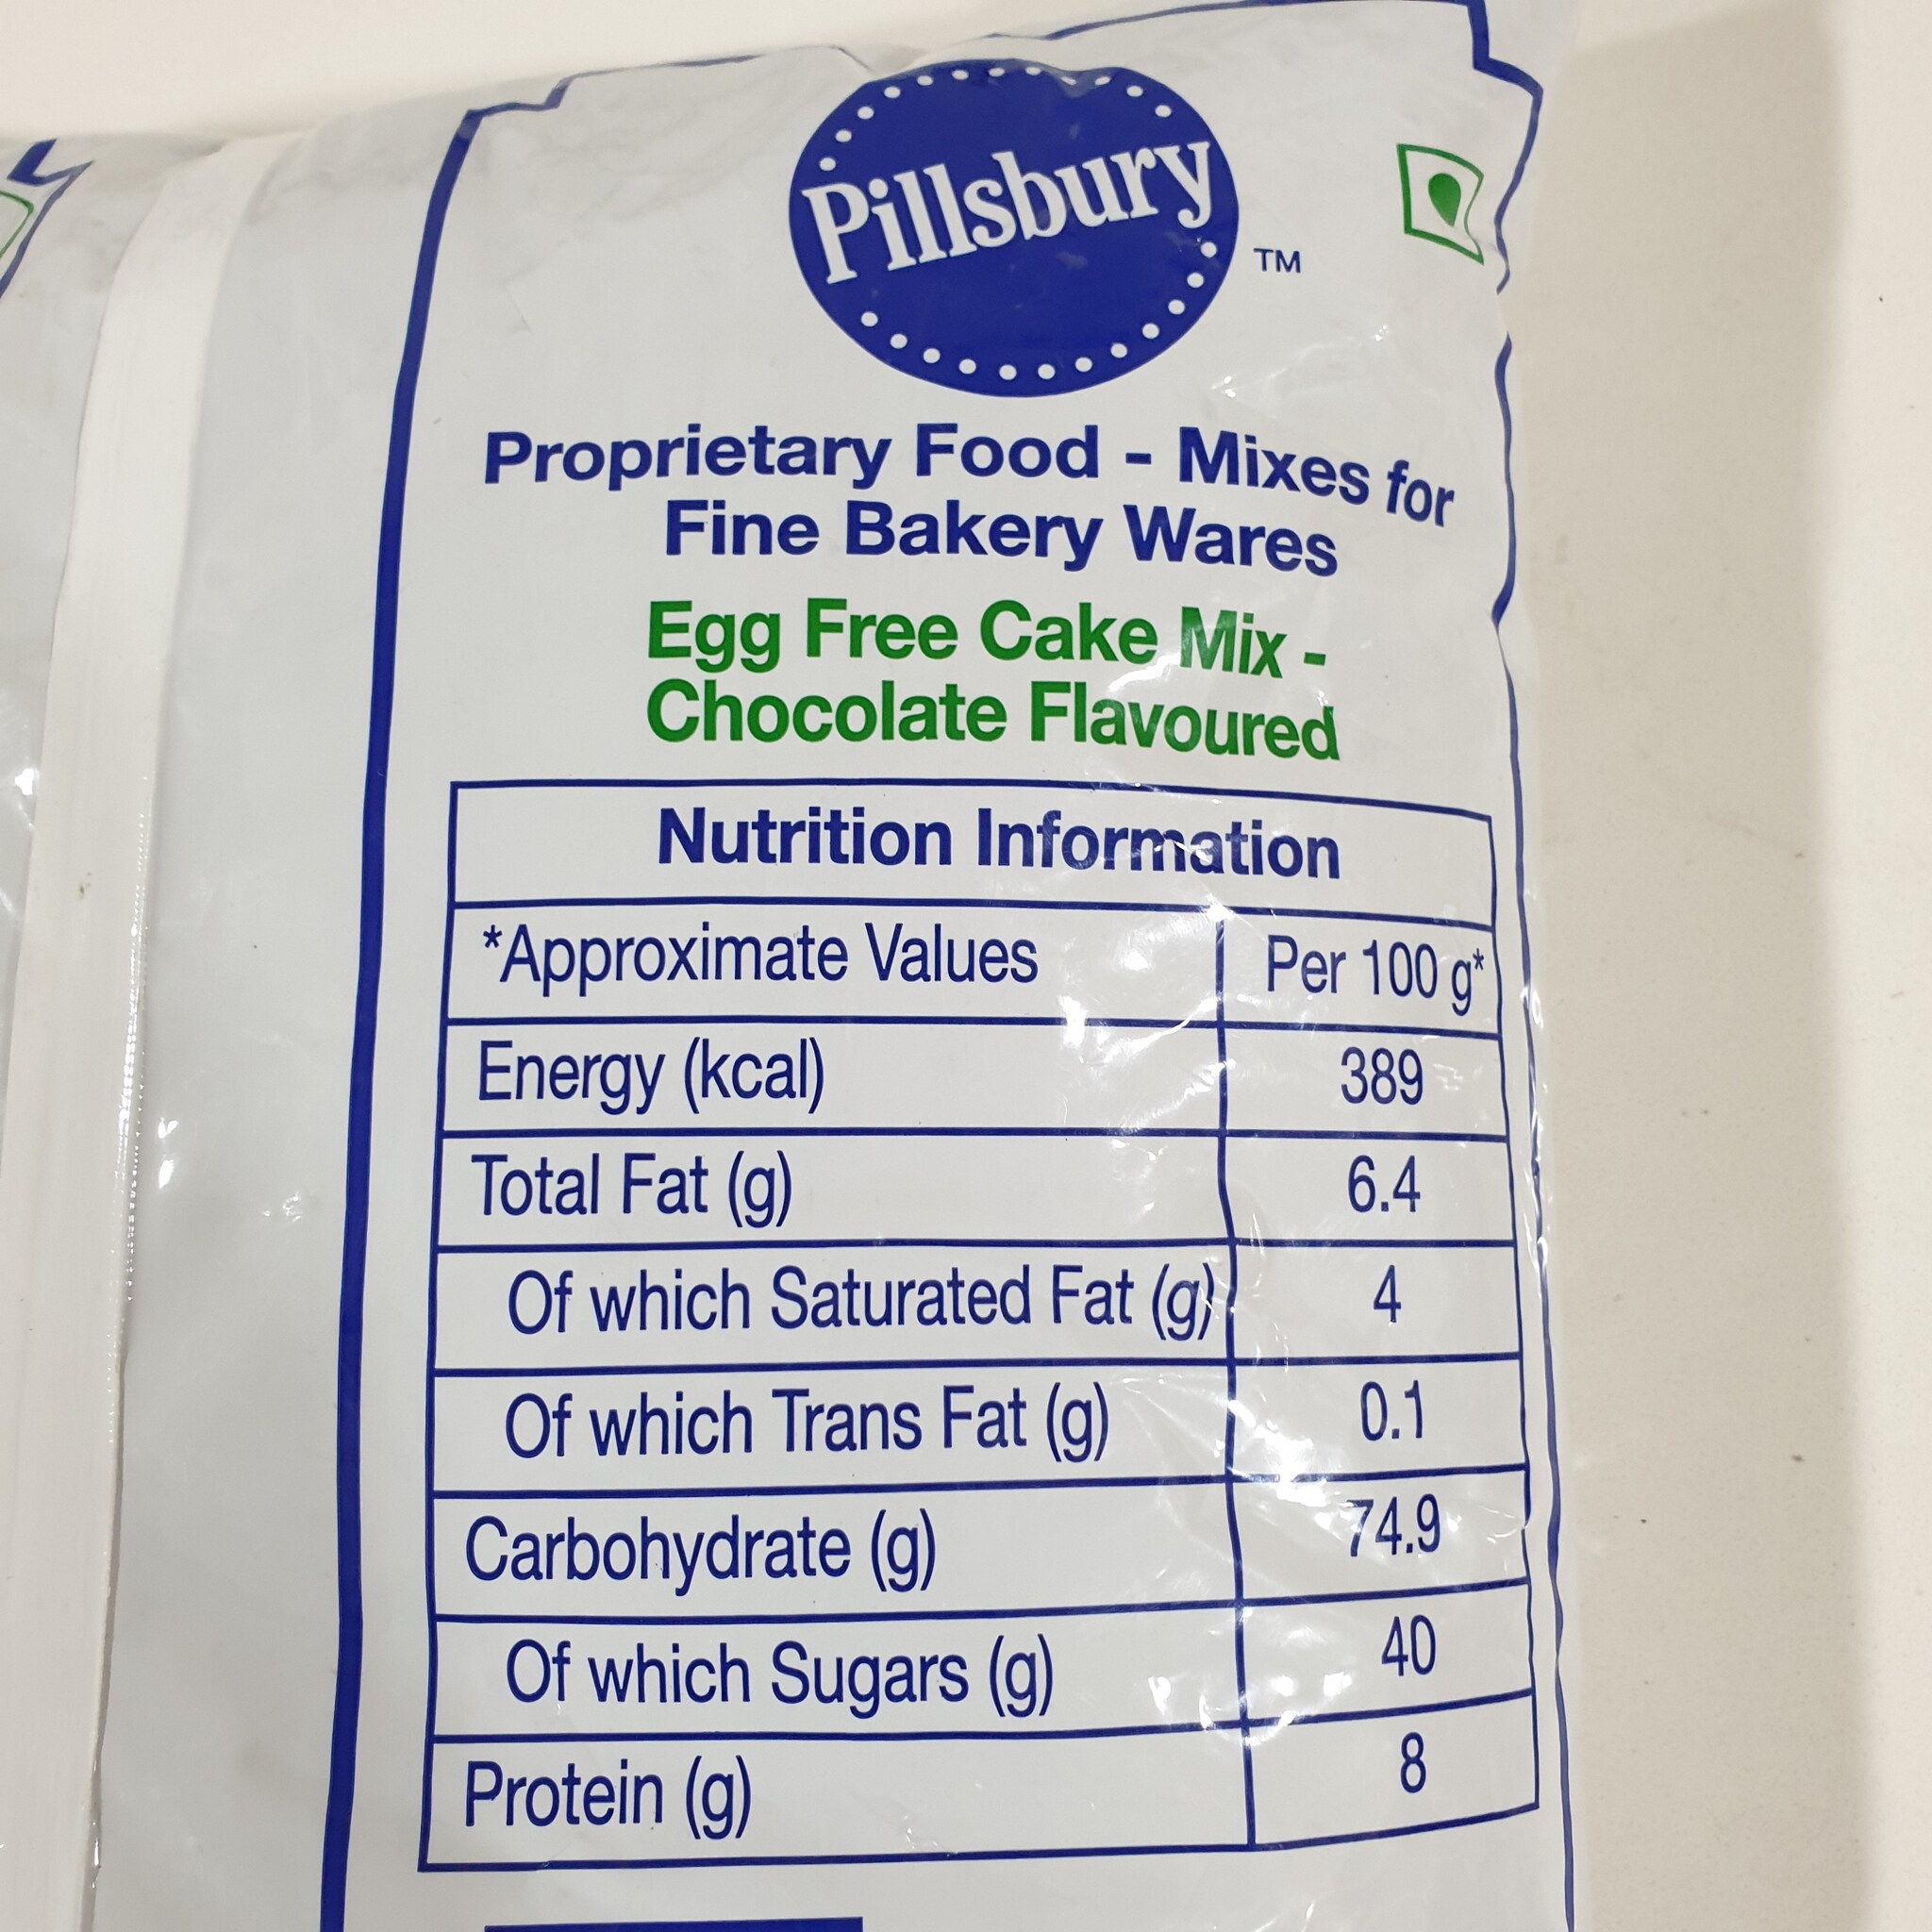 Pillsbury
TM
Proprietary Food - Mixes for
Fine Bakery Wares
Egg Free Cake Mix -
Chocolate Flavoured
Nutrition Information
*Approximate Values Per 100 g*
Energy (kcal) 389
Total Fat (g) 6.4
Of which Saturated Fat (g) 4
Of which Trans Fat (g) 0.1
Carbohydrate (g) 74.9
Of which Sugars (g) 40
Protein (g) 8